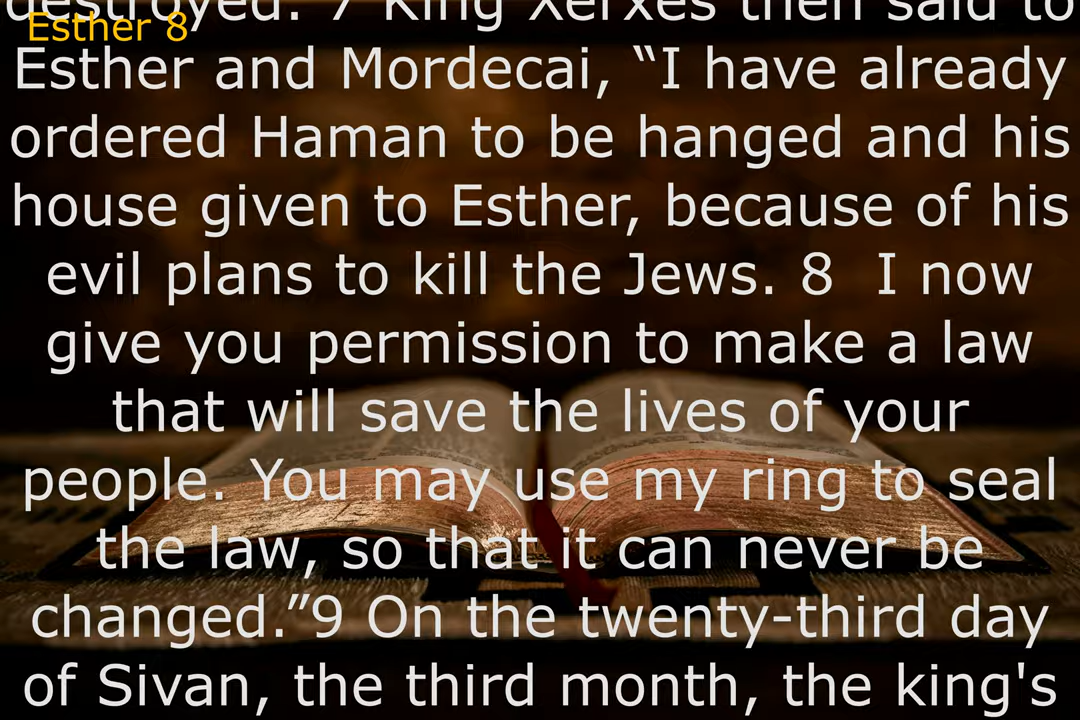 destroyed. 7 King Xerxes then said to
Esther 8
Esther and Mordecai, “I have already
ordered Haman to be hanged and his
house given to Esther, because of his
evil plans to kill the Jews. 8  I now
give you permission to make a law
that will save the lives of your
people. You may use my ring to seal
the law, so that it can never be
changed.”9 On the twenty-third day
of Sivan, the third month, the king's